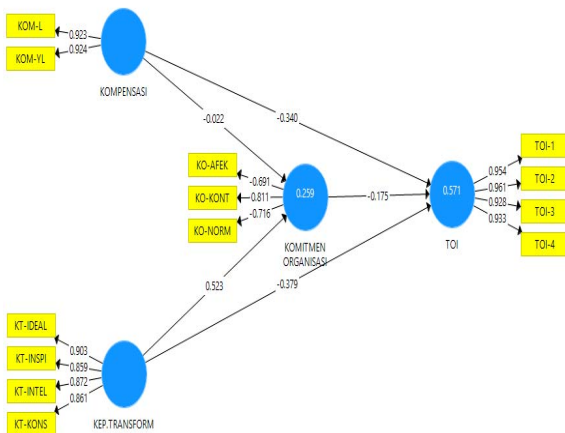 KOM-L
0.923
KOM-YL
0.924
KOMPENSASI
-0.022
-0.340
KO-AFEK
-0.691
KO-KONT
0.811
KO-NORM
-0.716
0.259
KOMITMEN
ORGANISASI
-0.175
0.571
TOI
0.954
TOI-1
0.961
TOI-2
0.928
TOI-3
0.933
TOI-4
0.523
-0.379
KT-IDEAL
0.903
KT-INSPI
0.859
KT-INTEL
0.872
KT-KONS
0.861
KEP.TRANSFORM